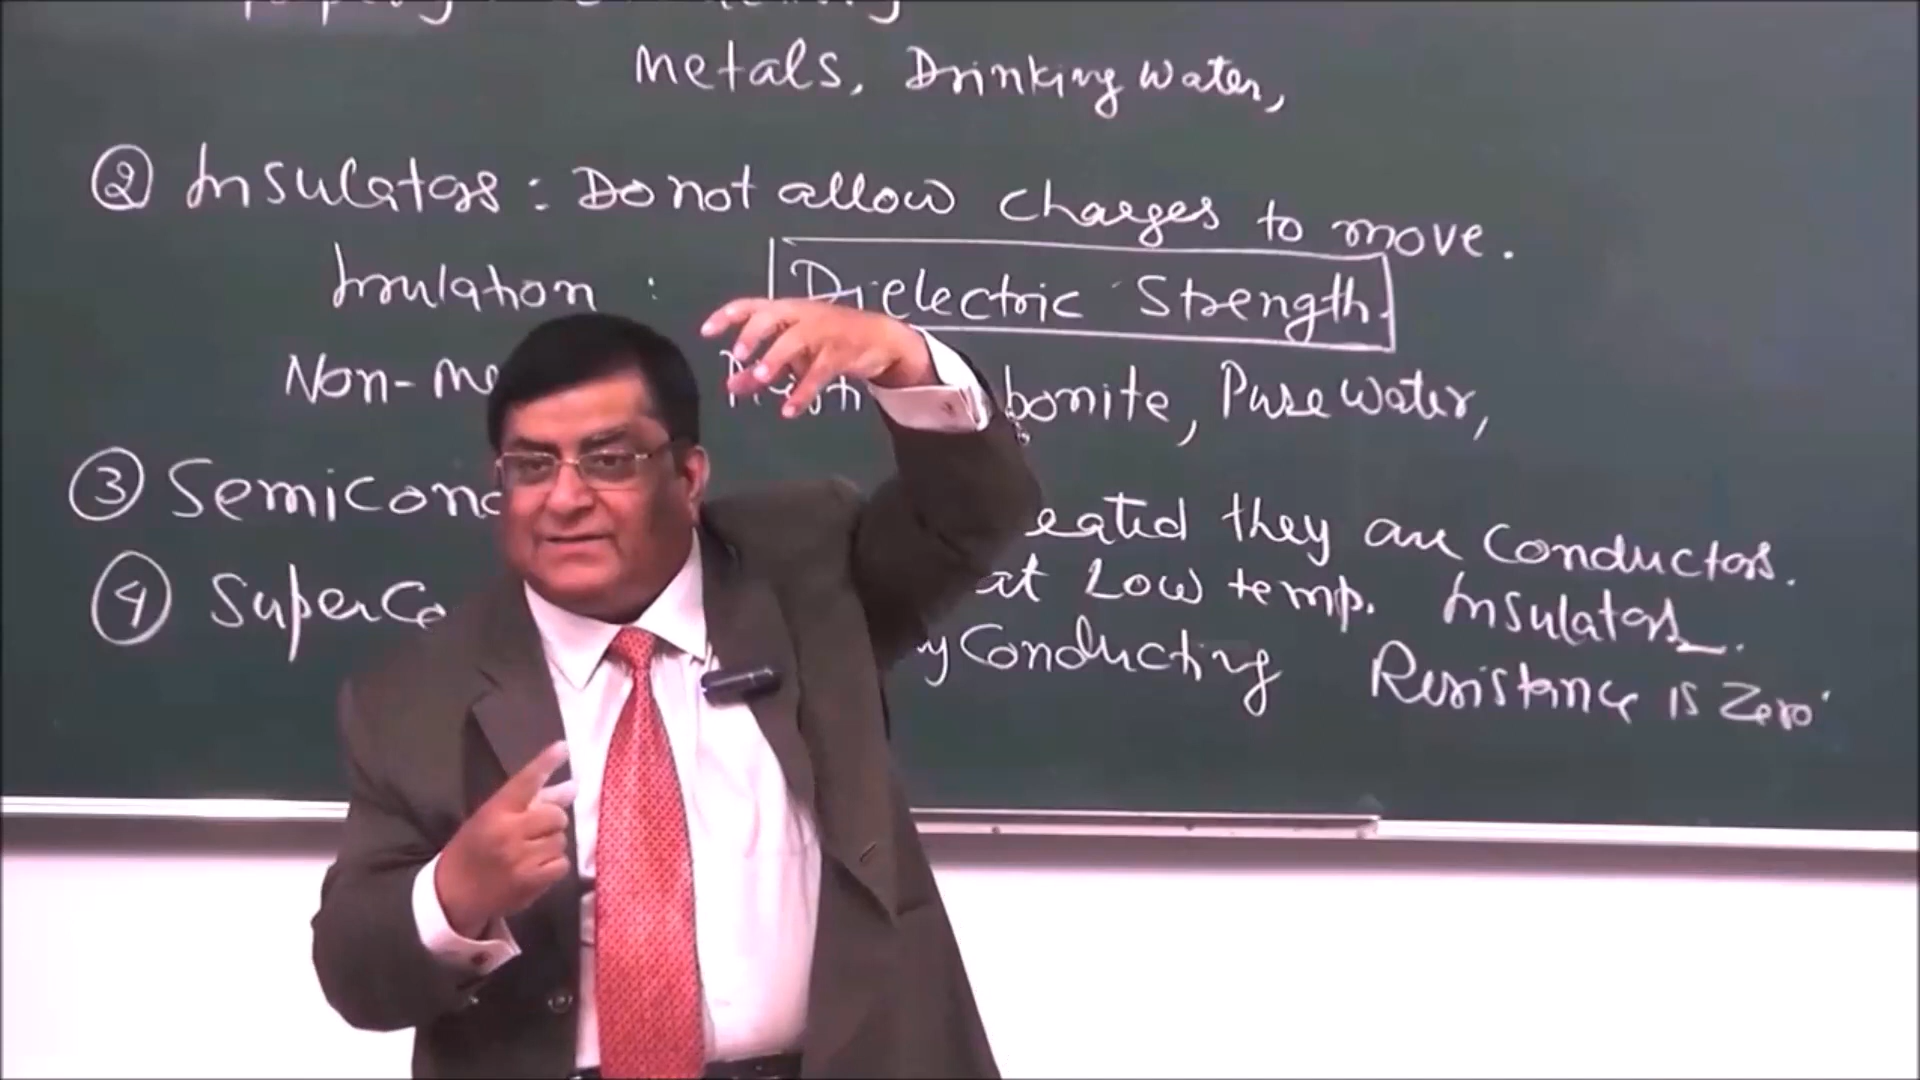 Metals, Drinking Water,
② Insulators : Do not allow charges to move.
Insulation : Dielectric Strength.
Non-me bonite, Pure Water,
③ Semicond eated they are Conductors.
at Low temp. Insulators.
④ SuperCo y Conducting Resistance is Zero